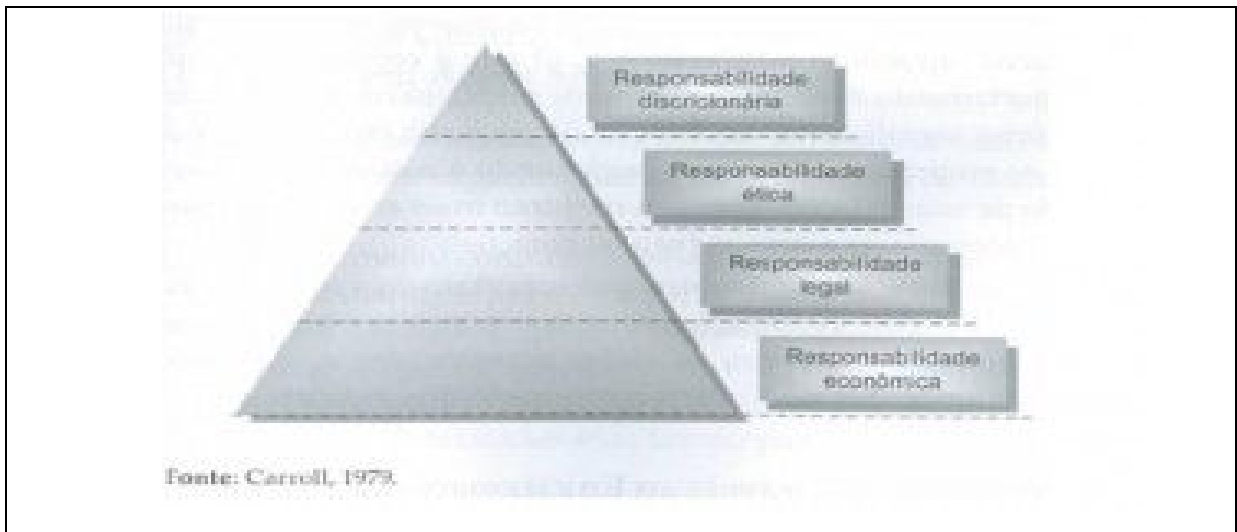 Responsabilidade
discricionária
Responsabilidade
ética
Responsabilidade
legal
Responsabilidade
econômica
Fonte: Carroll, 1979.